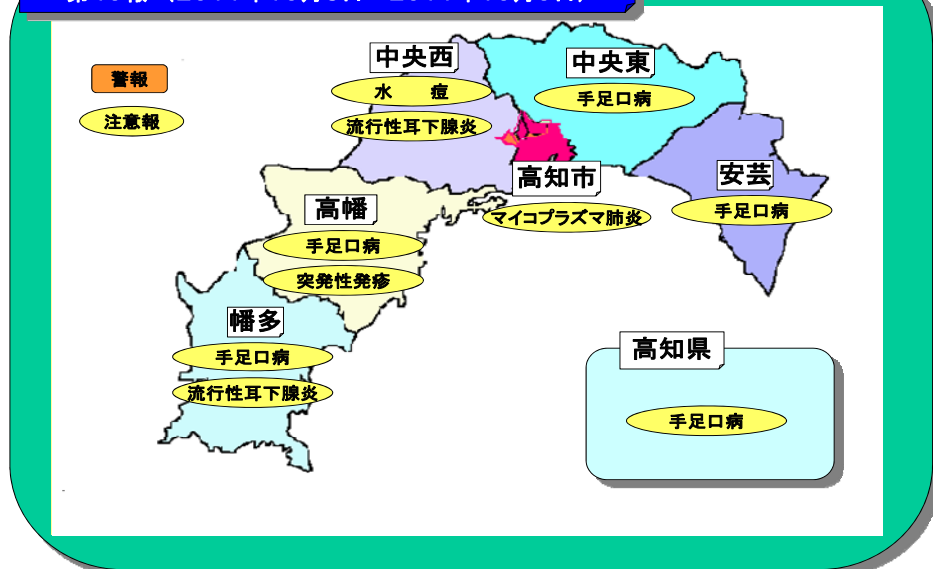 中央西
水　痘
流行性耳下腺炎
中央東
手足口病
警報
注意報
高知市
マイコプラズマ肺炎
安芸
手足口病
高幡
手足口病
突発性発疹
幡多
手足口病
流行性耳下腺炎
高知県
手足口病